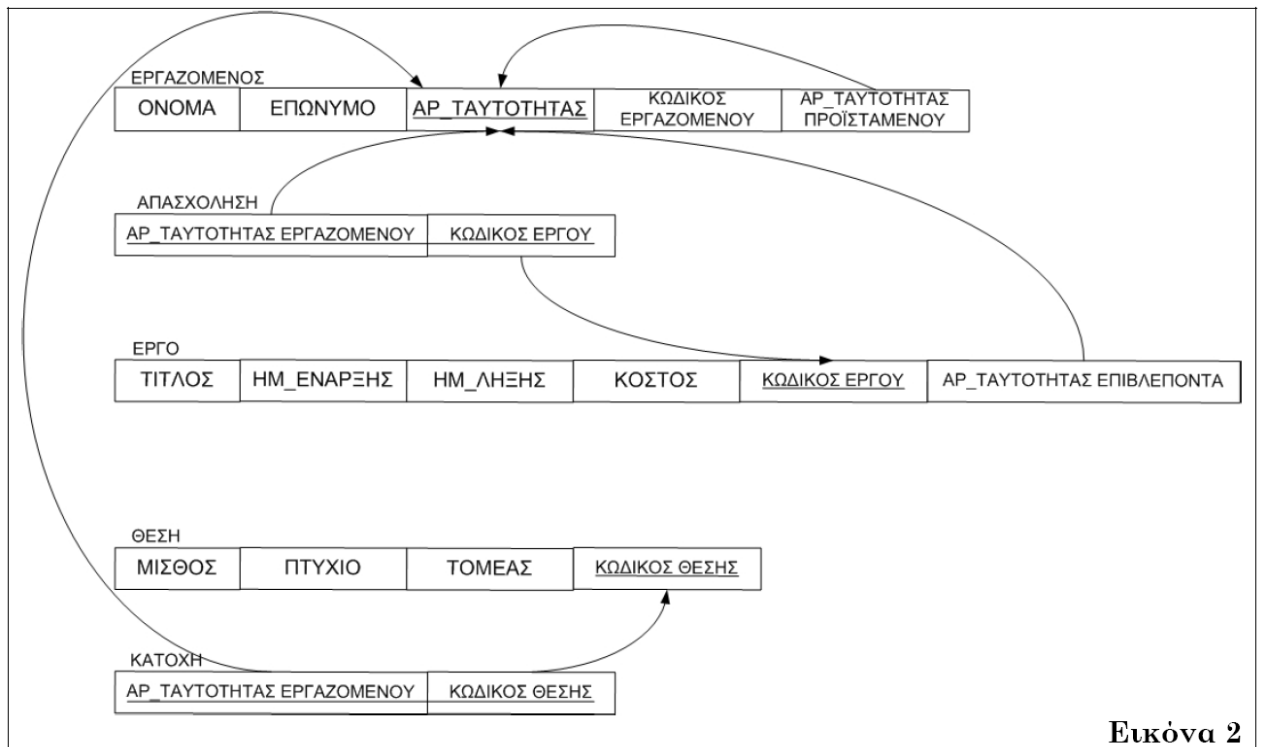 ΕΡΓΑΖΟΜΕΝΟΣ
ΟΝΟΜΑ ΕΠΩΝΥΜΟ ΑΡ_ΤΑΥΤΟΤΗΤΑΣ ΚΩΔΙΚΟΣ ΑΡ_ΤΑΥΤΟΤΗΤΑΣ
ΕΡΓΑΖΟΜΕΝΟΥ ΠΡΟΪΣΤΑΜΕΝΟΥ
ΑΠΑΣΧΟΛΗΣΗ
ΑΡ_ΤΑΥΤΟΤΗΤΑΣ ΕΡΓΑΖΟΜΕΝΟΥ ΚΩΔΙΚΟΣ ΕΡΓΟΥ
ΕΡΓΟ
ΤΙΤΛΟΣ ΗΜ_ΕΝΑΡΞΗΣ ΗΜ_ΛΗΞΗΣ ΚΟΣΤΟΣ ΚΩΔΙΚΟΣ ΕΡΓΟΥ ΑΡ_ΤΑΥΤΟΤΗΤΑΣ ΕΠΙΒΛΕΠΟΝΤΑ
ΘΕΣΗ
ΜΙΣΘΟΣ ΠΤΥΧΙΟ ΤΟΜΕΑΣ ΚΩΔΙΚΟΣ ΘΕΣΗΣ
ΚΑΤΟΧΗ
ΑΡ_ΤΑΥΤΟΤΗΤΑΣ ΕΡΓΑΖΟΜΕΝΟΥ ΚΩΔΙΚΟΣ ΘΕΣΗΣ
Εικόνα 2